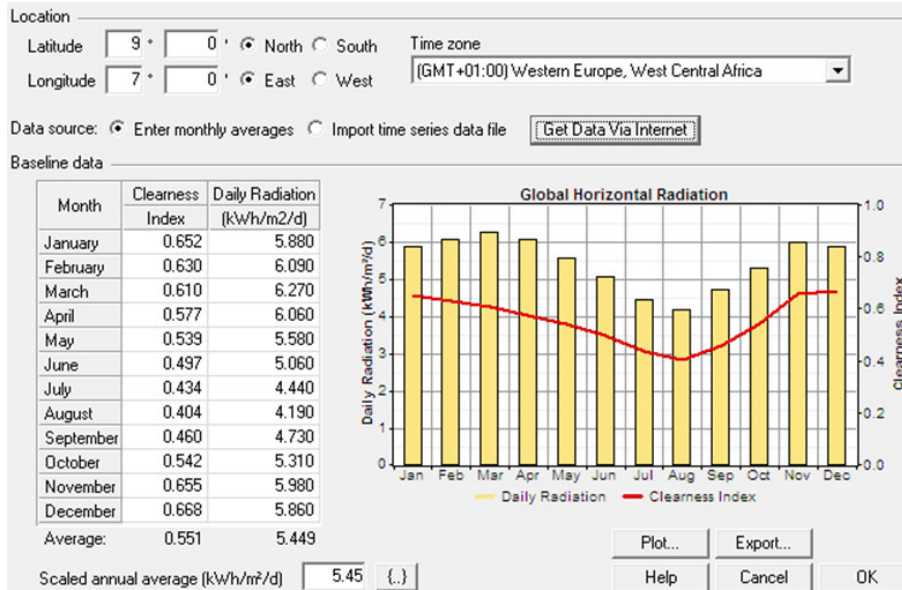 Location
Latitude 9 ° 0 ' North South
Time zone
Longitude 7 ° 0 ' East West
(GMT+01:00) Western Europe, West Central Africa
Data source: Enter monthly averages Import time series data file Get Data Via Internet
Baseline data
Month Clearness Index Daily Radiation (kWh/m2/d)
January 0.652 5.880
February 0.630 6.090
March 0.610 6.270
April 0.577 6.060
May 0.539 5.580
June 0.497 5.060
July 0.434 4.440
August 0.404 4.190
September 0.460 4.730
October 0.542 5.310
November 0.655 5.980
December 0.668 5.860
Average: 0.551 5.449
Scaled annual average (kWh/m²/d) 5.45 {..}
Global Horizontal Radiation
Daily Radiation (kWh/m²/d)
7
6
5
4
3
2
1
0
1.0
0.8
0.6
0.4
0.2
0.0
Clearness Index
Jan Feb Mar Apr May Jun Jul Aug Sep Oct Nov Dec
Daily Radiation Clearness Index
Plot... Export...
Help Cancel OK